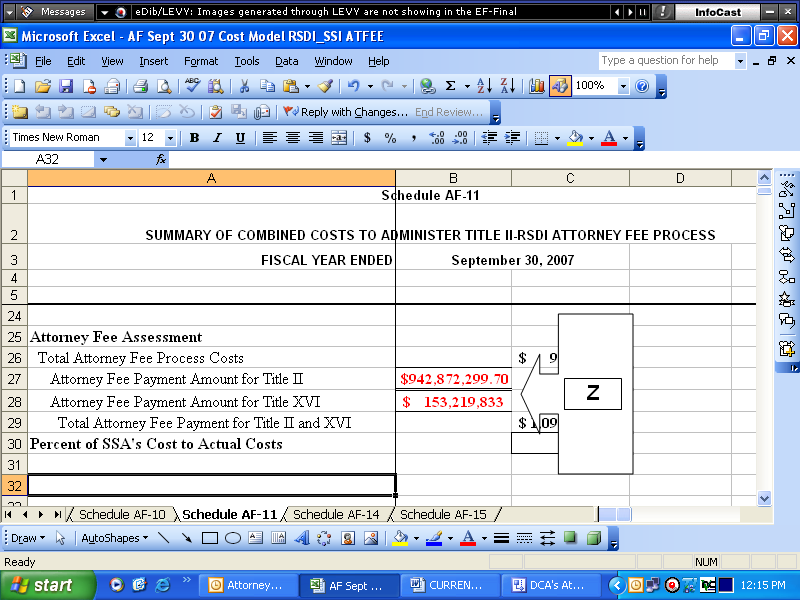 Messages
eDib/LEVY: Images generated through LEVY are not showing in the EF-Final
InfoCast
Microsoft Excel - AF Sept 30 07 Cost Model RSDI_SSI ATFEE
File Edit View Insert Format Tools Data Window Help
Type a question for help
100%
Reply with Changes... End Review...
Times New Roman 12 B I U $ % ,
A32 fx
A B C D
1 Schedule AF-11
2 SUMMARY OF COMBINED COSTS TO ADMINISTER TITLE II-RSDI ATTORNEY FEE PROCESS
3 FISCAL YEAR ENDED September 30, 2007
4
5
24
25 Attorney Fee Assessment
26 Total Attorney Fee Process Costs $ 9
27 Attorney Fee Payment Amount for Title II $942,872,299.70
28 Attorney Fee Payment Amount for Title XVI $ 153,219,833
Z
29 Total Attorney Fee Payment for Title II and XVI $ 1,09
30 Percent of SSA's Cost to Actual Costs
31
32
Schedule AF-10 Schedule AF-11 Schedule AF-14 Schedule AF-15
Draw AutoShapes
Ready NUM
start Attorney... AF Sept ... CURREN... DCA's At... 12:15 PM